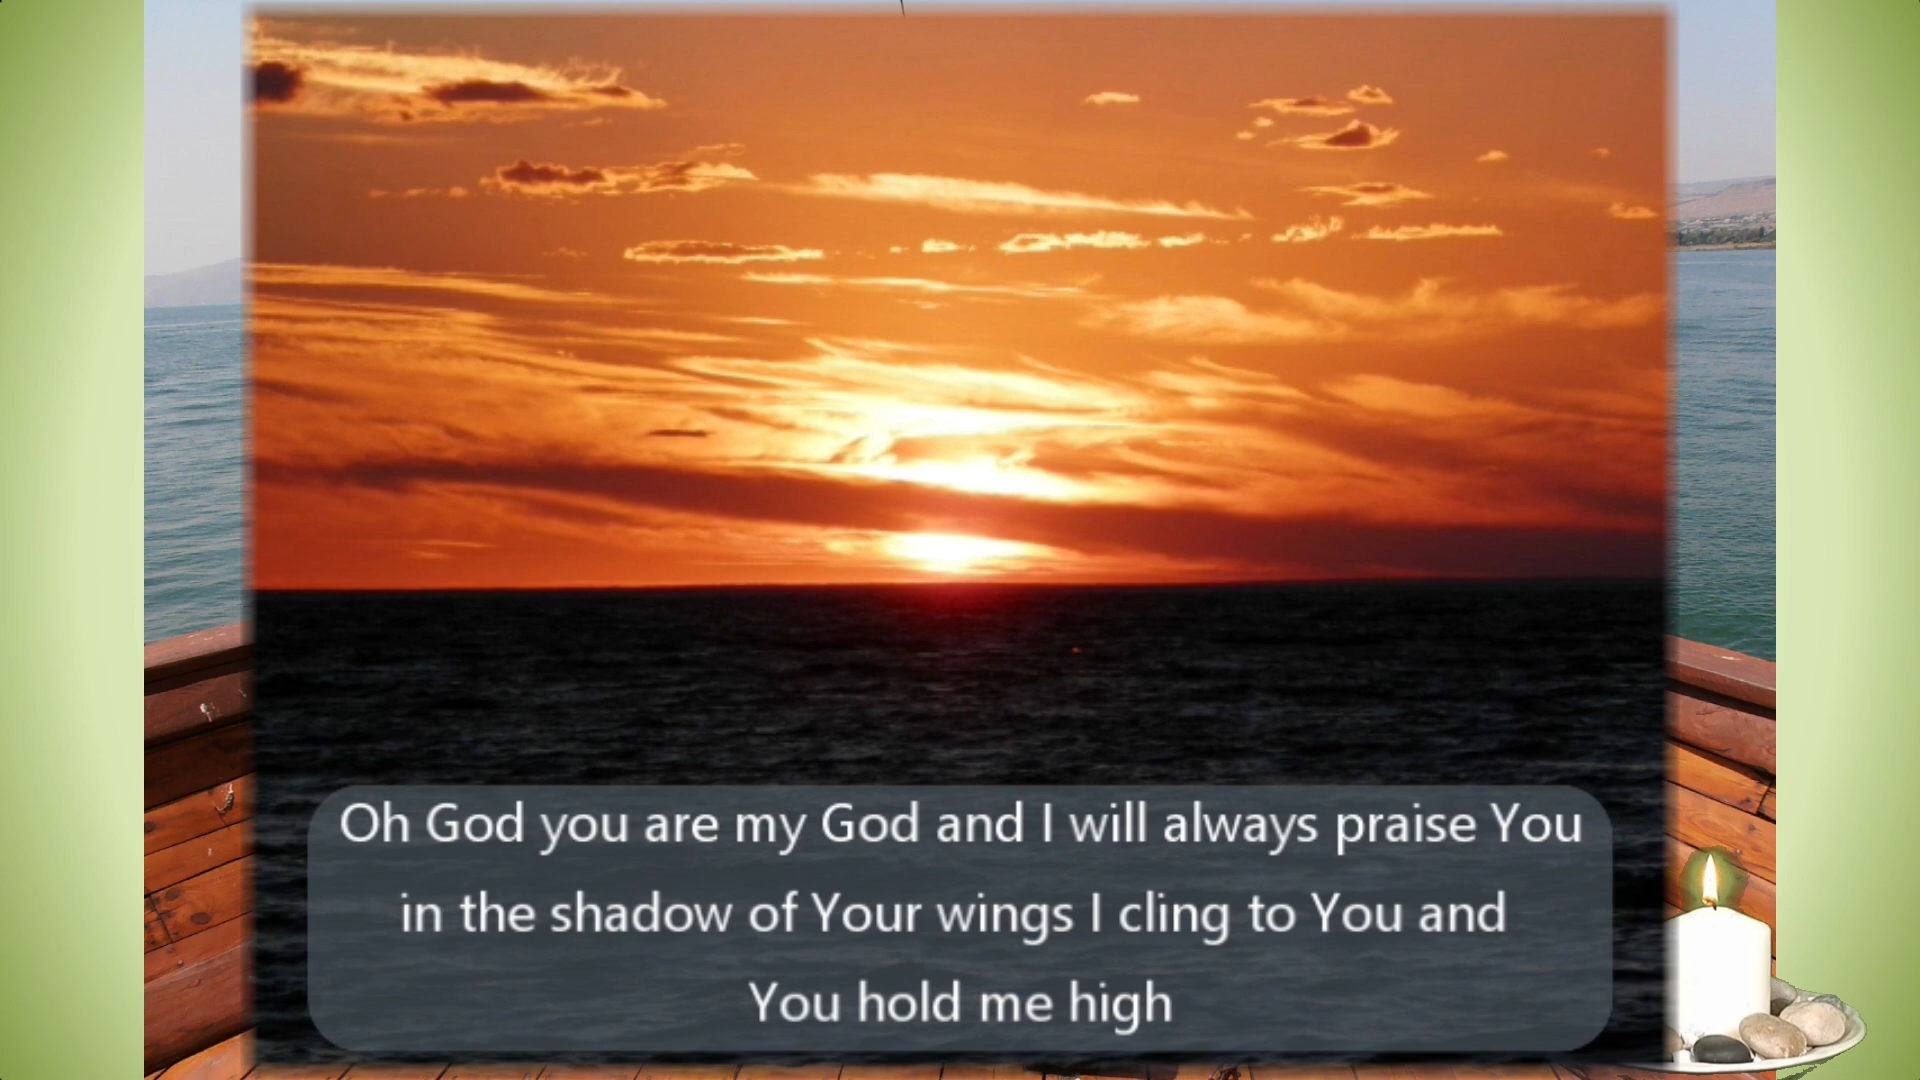 Oh God you are my God and I will always praise You
in the shadow of Your wings I cling to You and
You hold me high